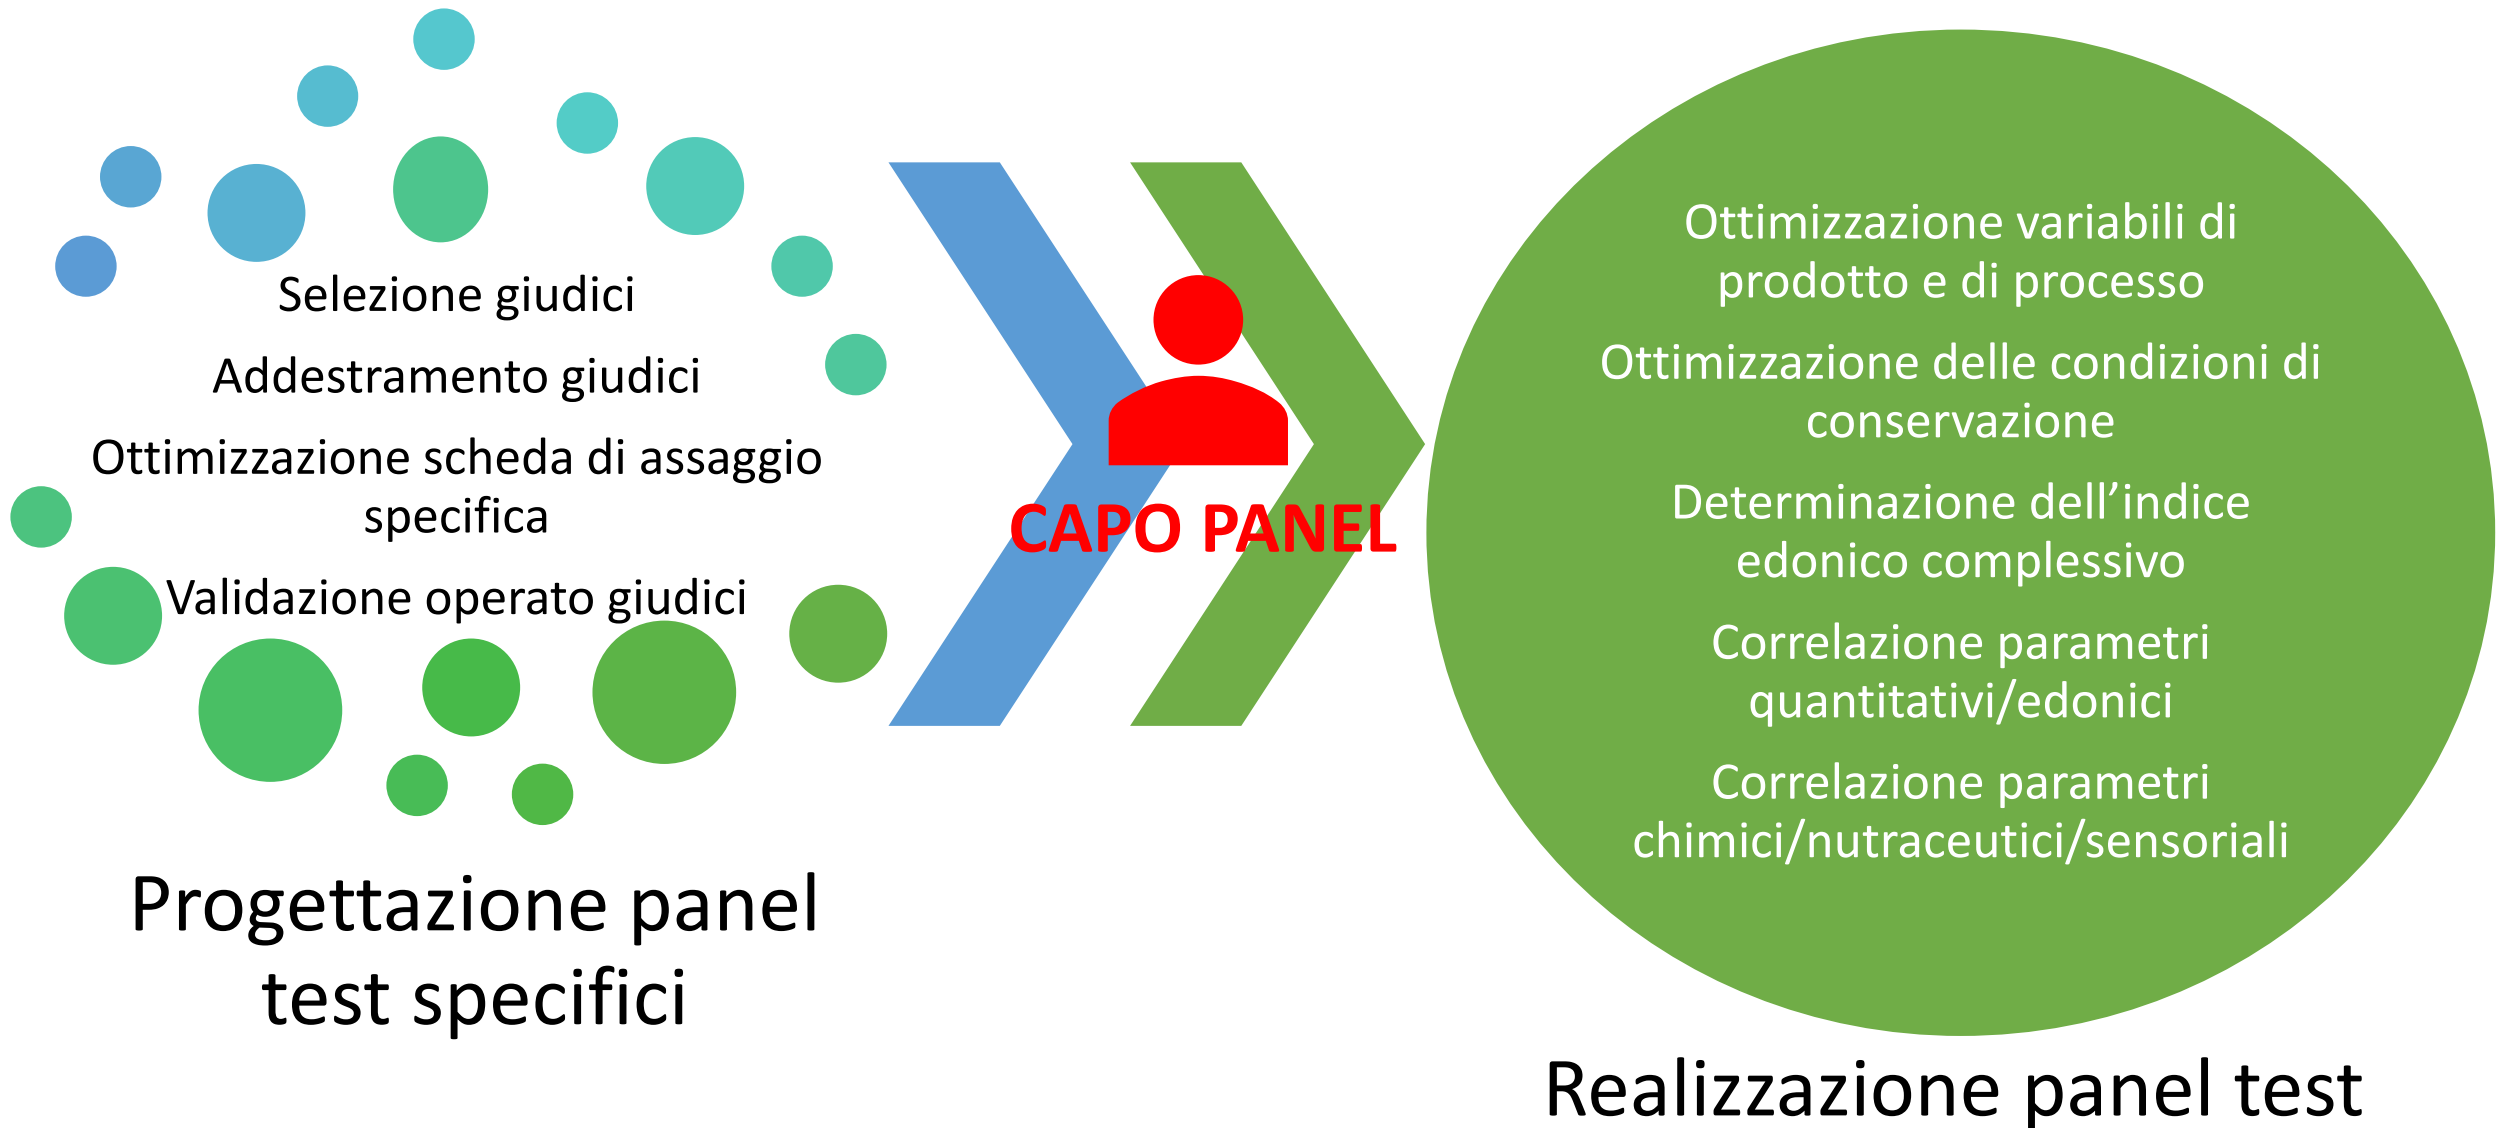 Selezione giudici
Addestramento giudici
Ottimizzazione scheda di assaggio
specifica
Validazione operato giudici
Progettazione panel
test specifici
CAPO PANEL
Ottimizzazione variabili di
prodotto e di processo
Ottimizzazione delle condizioni di
conservazione
Determinazione dell’indice
edonico complessivo
Correlazione parametri
quantitativi/edonici
Correlazione parametri
chimici/nutraceutici/sensoriali
Realizzazione panel test